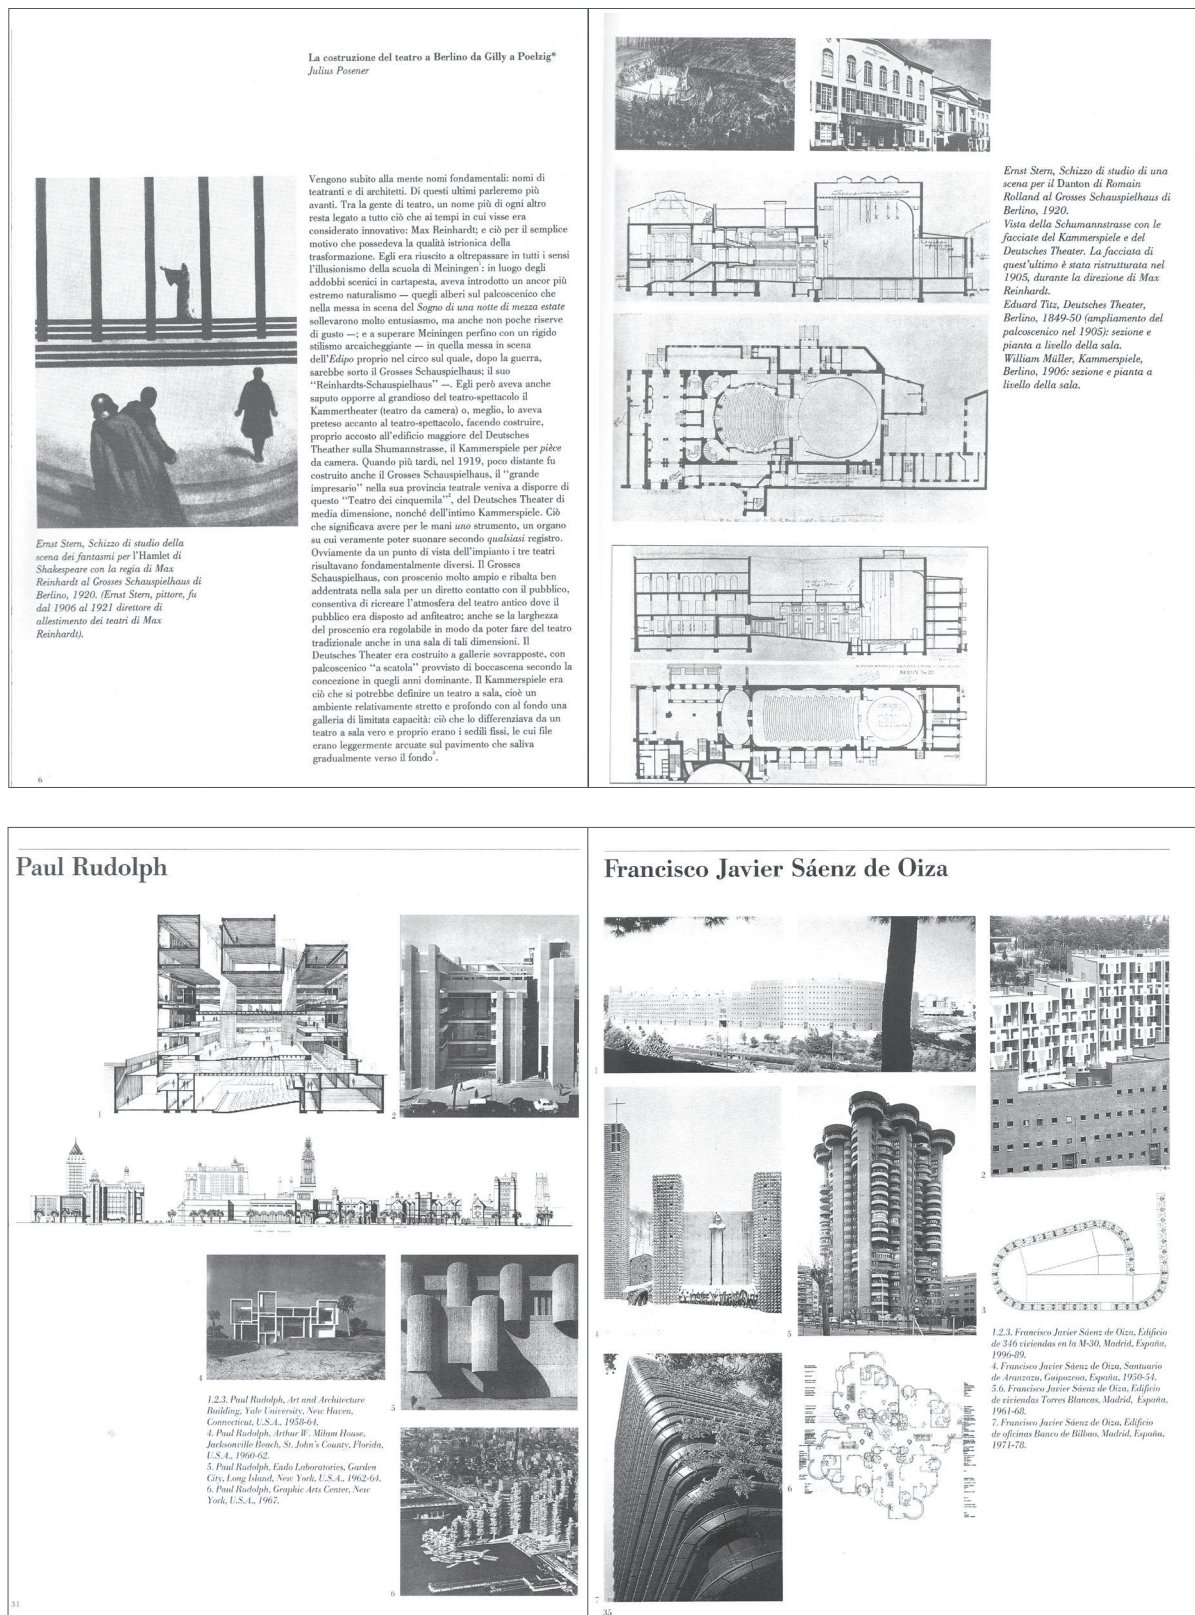 La costruzione del teatro a Berlino da Gilly a Poelzig*
Julius Posener
Vengono subito alla mente nomi fondamentali: nomi di
teatranti e di architetti. Di questi ultimi parleremo più
avanti. Tra la gente di teatro, un nome più di ogni altro
resta legato a tutto ciò che ai tempi in cui visse era
considerato innovativo: Max Reinhardt; e ciò per il semplice
motivo che possedeva la qualità istrionica della
trasformazione. Egli era riuscito a oltrepassare in tutti i sensi
l'illusionismo della scuola di Meiningen¹: in luogo degli
addobbi scenici in cartapesta, aveva introdotto un ancor più
estremo naturalismo — quegli alberi sul palcoscenico che
nella messa in scena del Sogno di una notte di mezza estate
sollevarono molto entusiasmo, ma anche non poche riserve
di gusto —; e a superare Meiningen perfino con un rigido
stilismo arcaicheggiante — in quella messa in scena
dell'Edipo proprio nel circo sul quale, dopo la guerra,
sarebbe sorto il Grosses Schauspielhaus; il suo
"Reinhardts-Schauspielhaus" —. Egli però aveva anche
saputo opporre al grandioso del teatro-spettacolo il
Kammertheater (teatro da camera) o, meglio, lo aveva
preteso accanto al teatro-spettacolo, facendo costruire,
proprio accosto all'edificio maggiore del Deutsches
Theather sulla Shumannstrasse, il Kammerspiele per pièce
da camera. Quando più tardi, nel 1919, poco distante fu
costruito anche il Grosses Schauspielhaus, il "grande
impresario" nella sua provincia teatrale veniva a disporre di
questo "Teatro dei cinquemila"², del Deutsches Theater di
media dimensione, nonché dell'intimo Kammerspiele. Ciò
che significava avere per le mani uno strumento, un organo
su cui veramente poter suonare secondo qualsiasi registro.
Ovviamente da un punto di vista dell'impianto i tre teatri
risultavano fondamentalmente diversi. Il Grosses
Schauspielhaus, con proscenio molto ampio e ribalta ben
addentrata nella sala per un diretto contatto con il pubblico,
consentiva di ricreare l'atmosfera del teatro antico dove il
pubblico era disposto ad anfiteatro; anche se la larghezza
del proscenio era regolabile in modo da poter fare del teatro
tradizionale anche in una sala di tali dimensioni. Il
Deutsches Theater era costruito a gallerie sovrapposte, con
palcoscenico "a scatola" provvisto di boccascena secondo la
concezione in quegli anni dominante. Il Kammerspiele era
ciò che si potrebbe definire un teatro a sala, cioè un
ambiente relativamente stretto e profondo con al fondo una
galleria di limitata capacità: ciò che lo differenziava da un
teatro a sala vero e proprio erano i sedili fissi, le cui file
erano leggermente arcuate sul pavimento che saliva
gradualmente verso il fondo³.
Ernst Stern, Schizzo di studio della
scena dei fantasmi per l'Hamlet di
Shakespeare con la regia di Max
Reinhardt al Grosses Schauspielhaus di
Berlino, 1920. (Ernst Stern, pittore, fu
dal 1906 al 1921 direttore di
allestimento dei teatri di Max
Reinhardt).
6
Ernst Stern, Schizzo di studio di una
scena per il Danton di Romain
Rolland al Grosses Schauspielhaus di
Berlino, 1920.
Vista della Schumannstrasse con le
facciate del Kammerspiele e del
Deutsches Theater. La facciata di
quest'ultimo è stata ristrutturata nel
1905, durante la direzione di Max
Reinhardt.
Eduard Titz, Deutsches Theater,
Berlino, 1849-50 (ampliamento del
palcoscenico nel 1905): sezione e
pianta a livello della sala.
William Müller, Kammerspiele,
Berlino, 1906: sezione e pianta a
livello della sala.
Paul Rudolph
1
2
4
5
6
1.2.3. Paul Rudolph, Art and Architecture
Building, Yale University, New Haven,
Connecticut, U.S.A., 1958-64.
4. Paul Rudolph, Arthur W. Milam House,
Jacksonville Beach, St. John's County, Florida,
U.S.A., 1960-62.
5. Paul Rudolph, Endo Laboratories, Garden
City, Long Island, New York, U.S.A., 1962-64.
6. Paul Rudolph, Graphic Arts Center, New
York, U.S.A., 1967.
34
Francisco Javier Sáenz de Oiza
1
2
3
4
5
6
7
1.2.3. Francisco Javier Sáenz de Oiza, Edificio
de 346 viviendas en la M-30, Madrid, España,
1996-89.
4. Francisco Javier Sáenz de Oiza, Santuario
de Aranzazu, Guipozcoa, España, 1950-54.
5.6. Francisco Javier Sáenz de Oiza, Edificio
de viviendas Torres Blancas, Madrid, España,
1961-68.
7. Francisco Javier Sáenz de Oiza, Edificio
de oficinas Banco de Bilbao, Madrid, España,
1971-78.
35